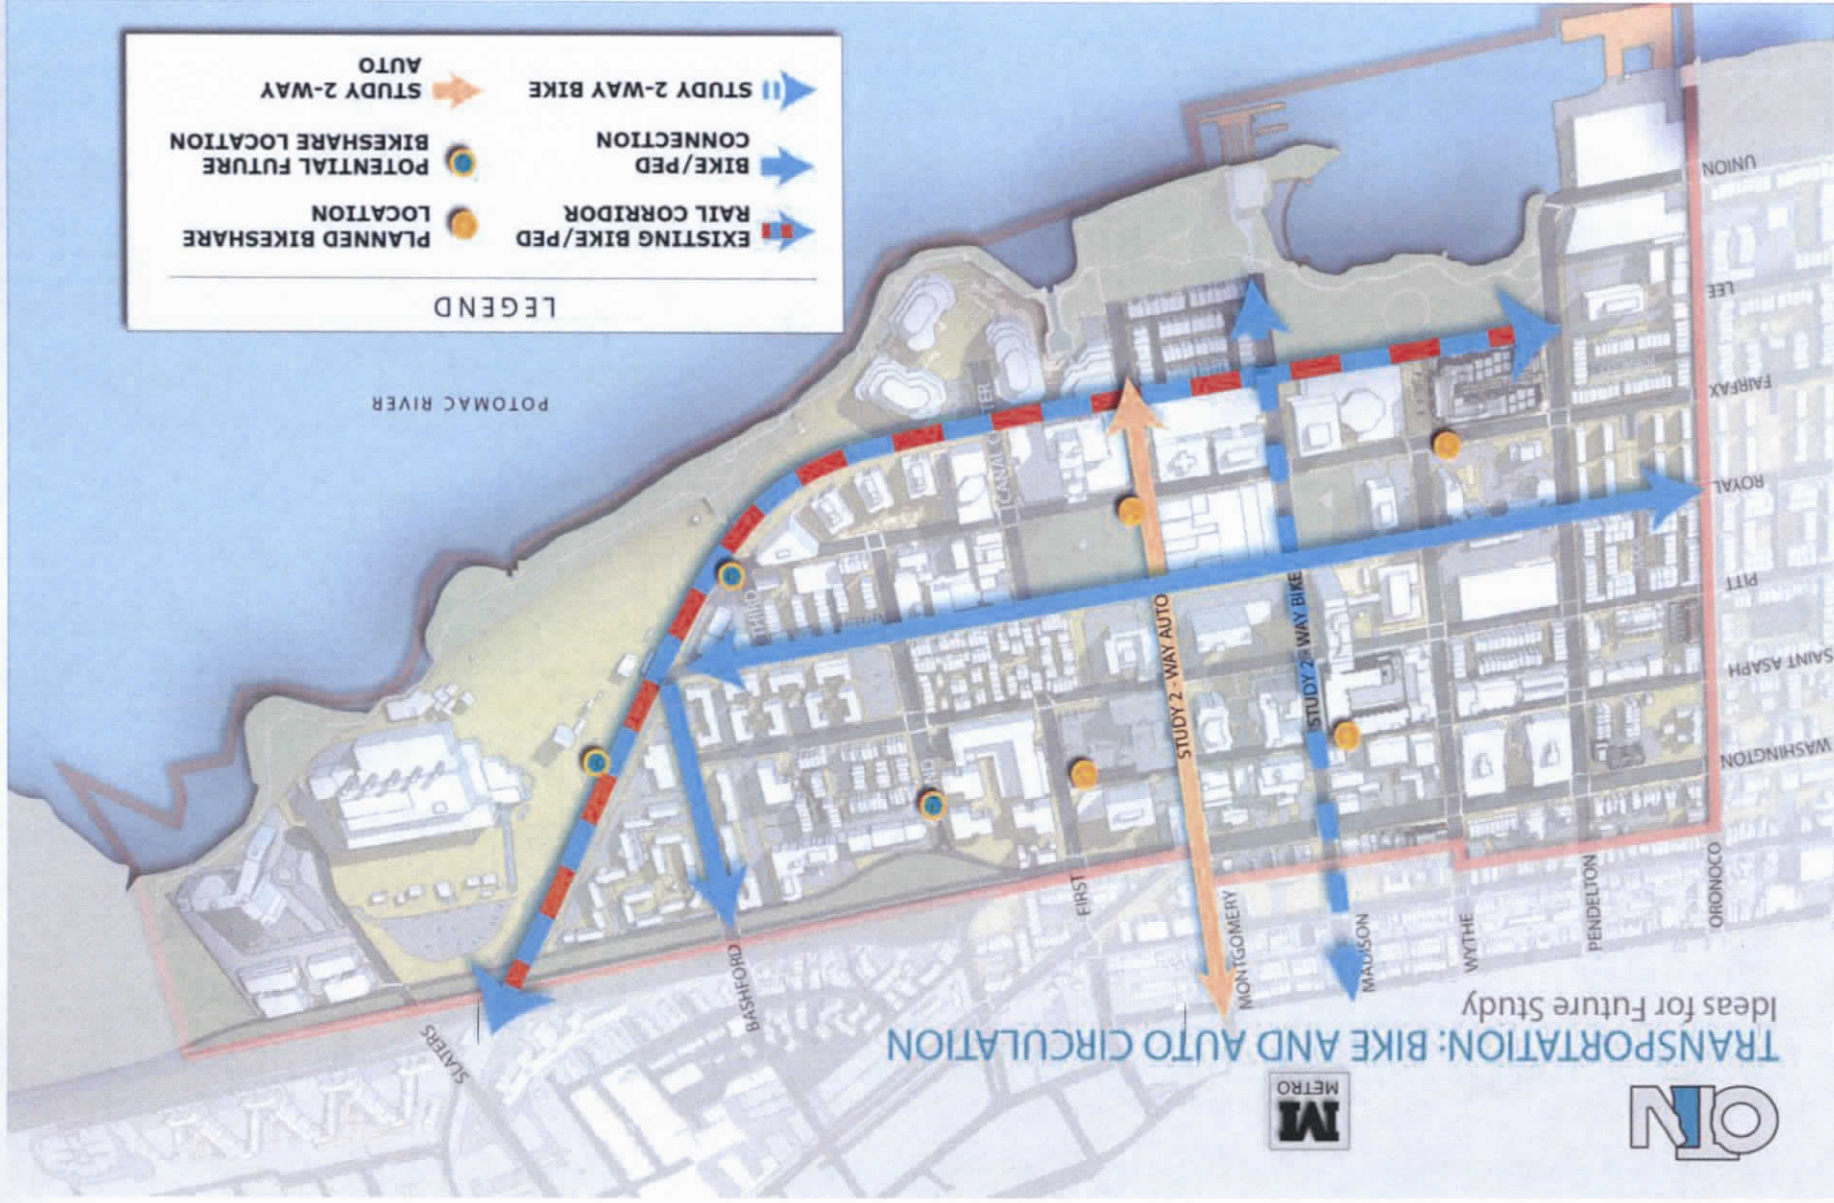 OTN
METRO
TRANSPORTATION: BIKE AND AUTO CIRCULATION
Ideas for Future Study
SLATERS
BASHFORD
FIRST
MONTGOMERY
MADISON
WYTHE
PENDELTON
ORONOCO
WASHINGTON
SAINT ASAPH
PITT
ROYAL
FAIRFAX
LEE
UNION
THIRD
STUDY 2 - WAY AUTO
STUDY 2 - WAY BIKE
POTOMAC RIVER
LEGEND
EXISTING BIKE/PED
RAIL CORRIDOR
BIKE/PED
CONNECTION
STUDY 2-WAY BIKE
PLANNED BIKESHARE
LOCATION
POTENTIAL FUTURE
BIKESHARE LOCATION
STUDY 2-WAY
AUTO